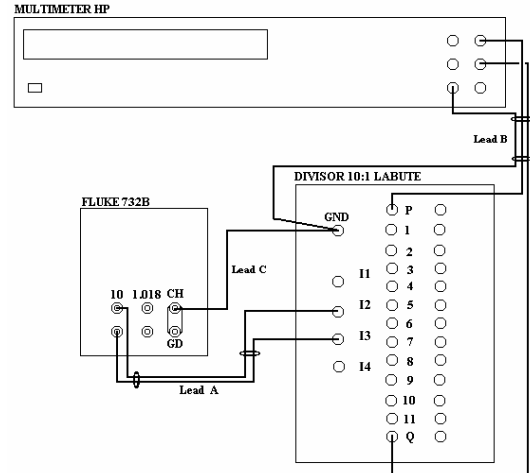 MULTIMETER HP
Lead B
DIVISOR 10:1 LABUTE
FLUKE 732B
GND
P
1
2
I1
3
Lead C
4
10 1.018 CH
I2
5
6
I3
7
GD
8
I4
9
Lead A
10
11
Q